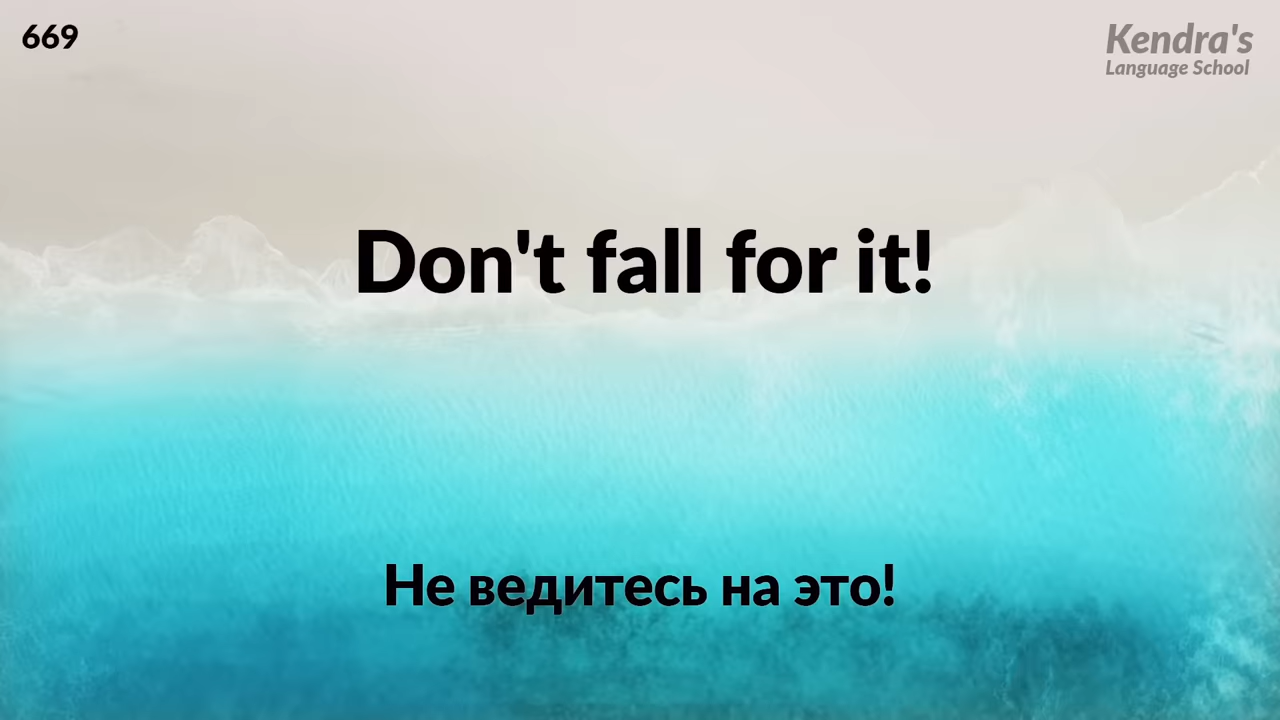 669
Kendra's
Language School
Don't fall for it!
Не ведитесь на это!